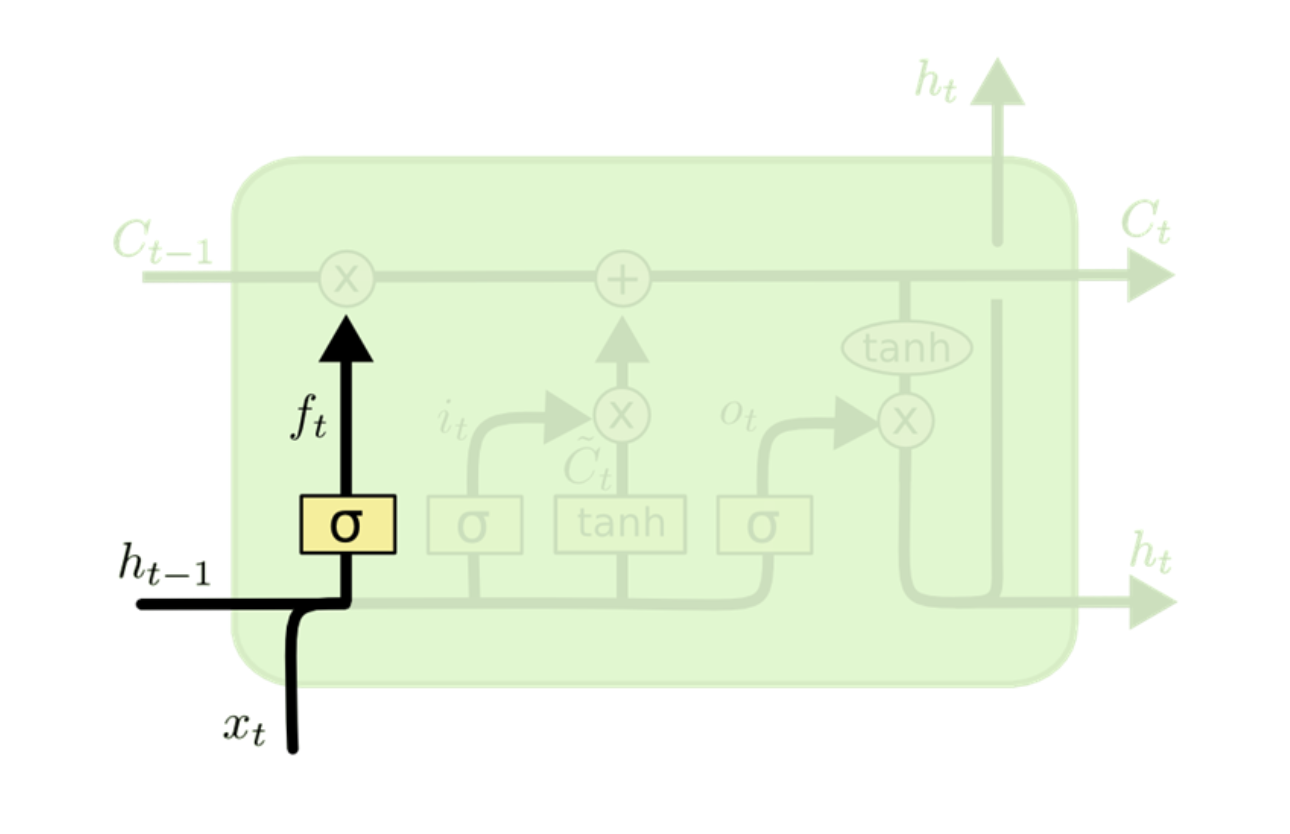 h_t
C_{t-1}
C_t
x
+
tanh
f_t
i_t
x
o_t
x
\tilde{C}_t
σ
σ
tanh
σ
h_{t-1}
h_t
x_t